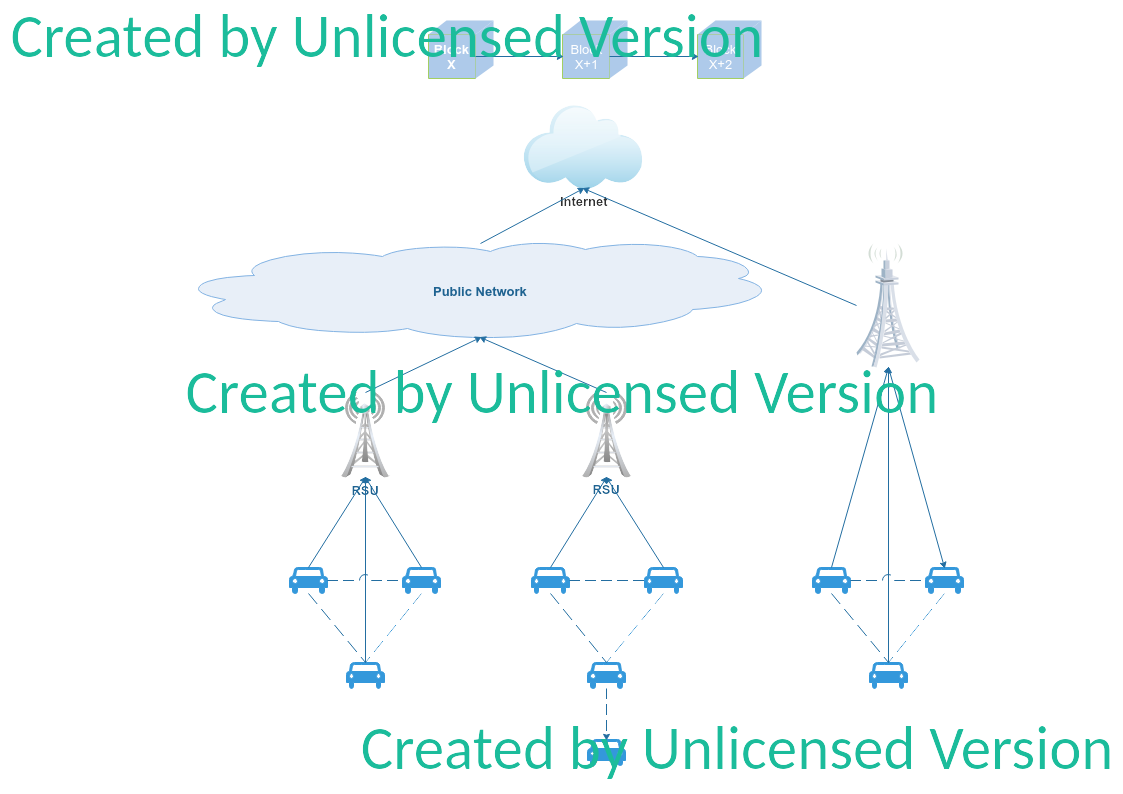 Created by Unlicensed Version
Block
X
Block
X+1
Block
X+2
Internet
Public Network
Created by Unlicensed Version
RSU
RSU
Created by Unlicensed Version